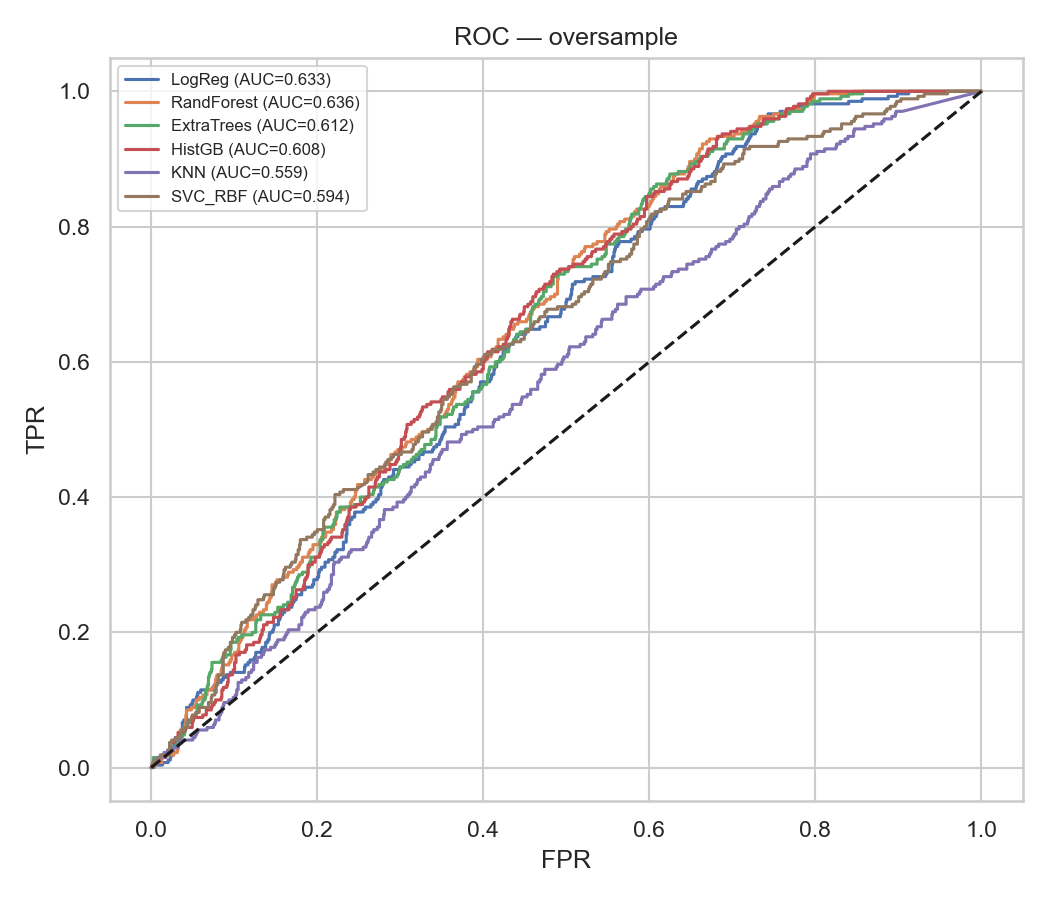 ROC — oversample
LogReg (AUC=0.633)
RandForest (AUC=0.636)
ExtraTrees (AUC=0.612)
HistGB (AUC=0.608)
KNN (AUC=0.559)
SVC_RBF (AUC=0.594)
TPR
1.0
0.8
0.6
0.4
0.2
0.0
0.0 0.2 0.4 0.6 0.8 1.0
FPR